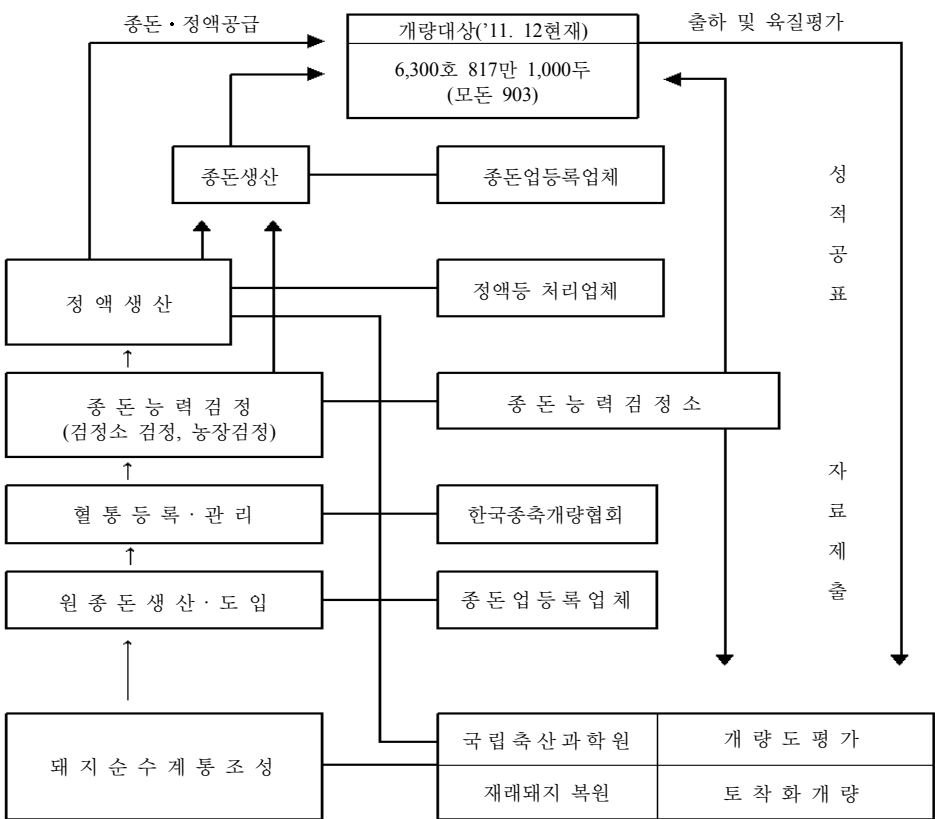 종돈·정액공급
개량대상('11. 12현재)
출하 및 육질평가
6,300호 817만 1,000두
(모돈 903)
종돈생산
종돈업등록업체
성적공표
정액생산
정액등 처리업체
종돈능력검정
(검정소 검정, 농장검정)
종돈능력검정소
자료제출
혈통등록·관리
한국종축개량협회
원종돈생산·도입
종돈업등록업체
돼지순수계통조성
국립축산과학원
개량도평가
재래돼지 복원
토착화개량